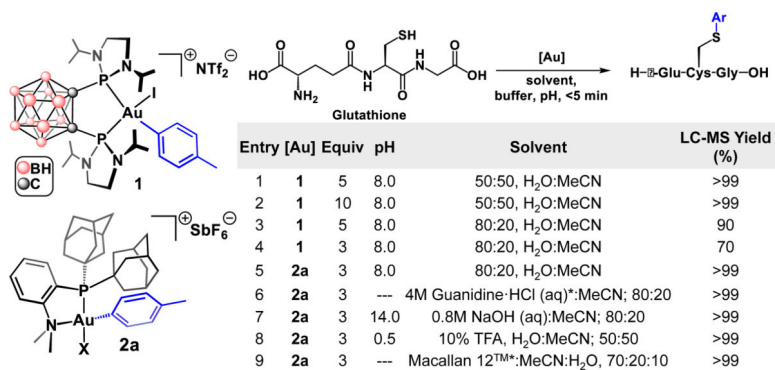 N
N
P
⊕ NTf₂⊖
I
Au
P
N
N
BH
C
1
⊕ SbF₆⊖
P
Au
N
X
2a
SH
HO₂C
NH₂
N
H
O
H
N
O
CO₂H
Glutathione
[Au]
solvent,
buffer, pH, <5 min
Ar
S
H-Glu-Cys-Gly-OH
Entry [Au] Equiv pH Solvent LC-MS Yield (%)
1 1 5 8.0 50:50, H₂O:MeCN >99
2 1 10 8.0 50:50, H₂O:MeCN >99
3 1 5 8.0 80:20, H₂O:MeCN 90
4 1 3 8.0 80:20, H₂O:MeCN 70
5 2a 3 8.0 80:20, H₂O:MeCN >99
6 2a 3 --- 4M Guanidine·HCl (aq)*:MeCN; 80:20 >99
7 2a 3 14.0 0.8M NaOH (aq):MeCN; 80:20 >99
8 2a 3 0.5 10% TFA, H₂O:MeCN; 50:50 >99
9 2a 3 --- Macallan 12™*:MeCN:H₂O, 70:20:10 >99